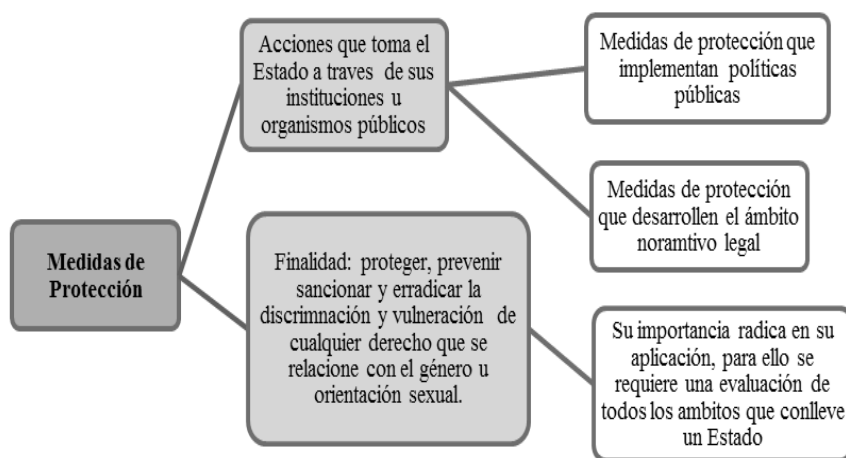 Medidas de
Protección
Acciones que toma el
Estado a traves de sus
instituciones u
organismos públicos
Medidas de protección que
implementan políticas
públicas
Medidas de protección
que desarrollen el ámbito
noramtivo legal
Finalidad: proteger, prevenir
sancionar y erradicar la
discrimnación y vulneración de
cualquier derecho que se
relacione con el género u
orientación sexual.
Su importancia radica en su
aplicación, para ello se
requiere una evaluación de
todos los ambitos que conlleve
un Estado